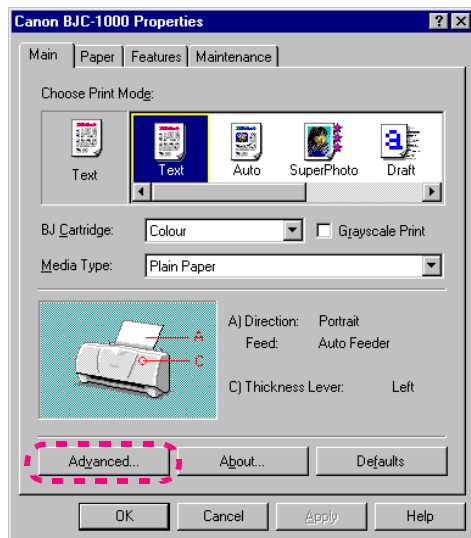 Canon BJC-1000 Properties
Main Paper Features Maintenance
Choose Print Mode:
Text Text Auto SuperPhoto Draft
BJ Cartridge: Colour Grayscale Print
Media Type: Plain Paper
A) Direction: Portrait
A
Feed: Auto Feeder
C
C) Thickness Lever: Left
Advanced... About... Defaults
OK Cancel Apply Help